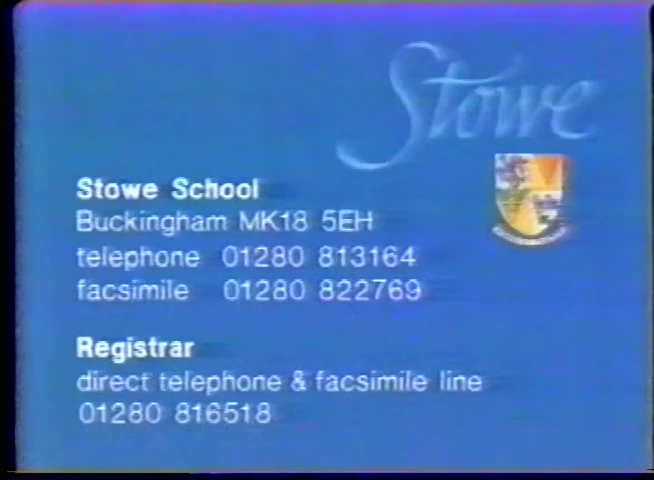 Stowe
Stowe School
Buckingham MK18 5EH
telephone 01280 813164
facsimile 01280 822769
Registrar
direct telephone & facsimile line
01280 816518